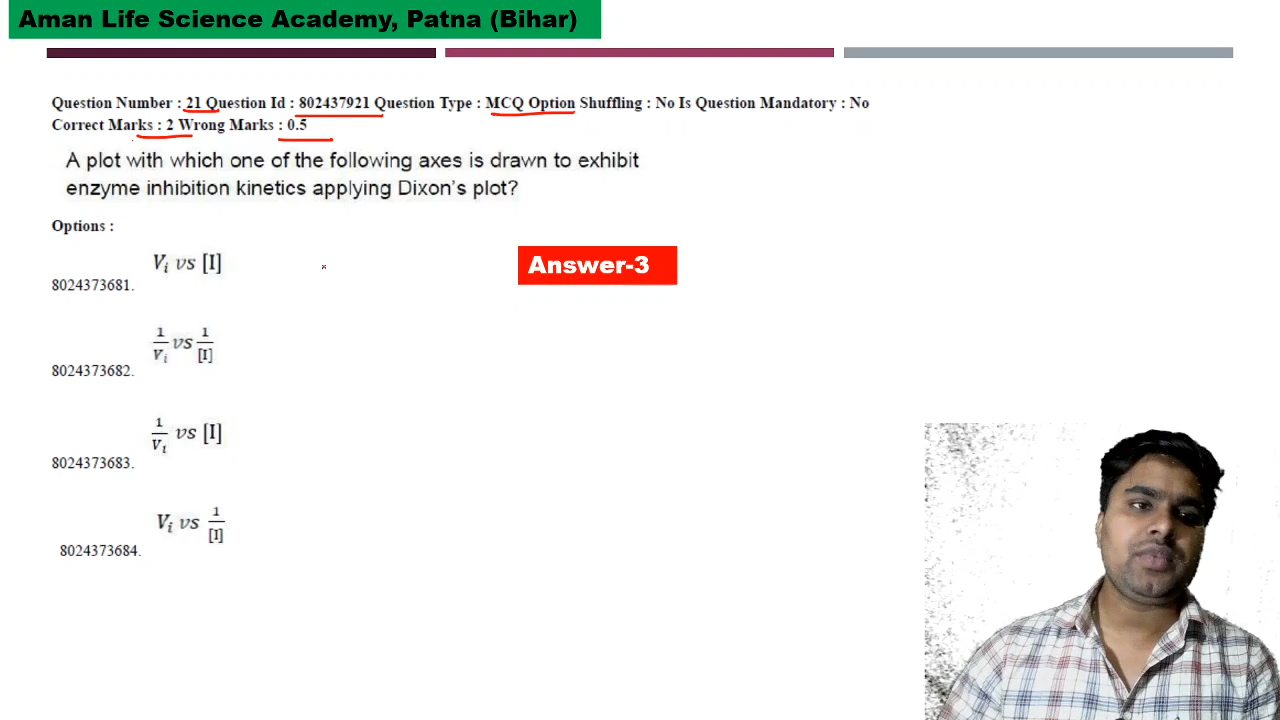 Aman Life Science Academy, Patna (Bihar)
Question Number : 21 Question Id : 802437921 Question Type : MCQ Option Shuffling : No Is Question Mandatory : No
Correct Marks : 2 Wrong Marks : 0.5
A plot with which one of the following axes is drawn to exhibit
enzyme inhibition kinetics applying Dixon's plot?
Options :
Vᵢ vs [I]
Answer-3
8024373681.
1/Vᵢ vs 1/[I]
8024373682.
1/Vᵢ vs [I]
8024373683.
Vᵢ vs 1/[I]
8024373684.